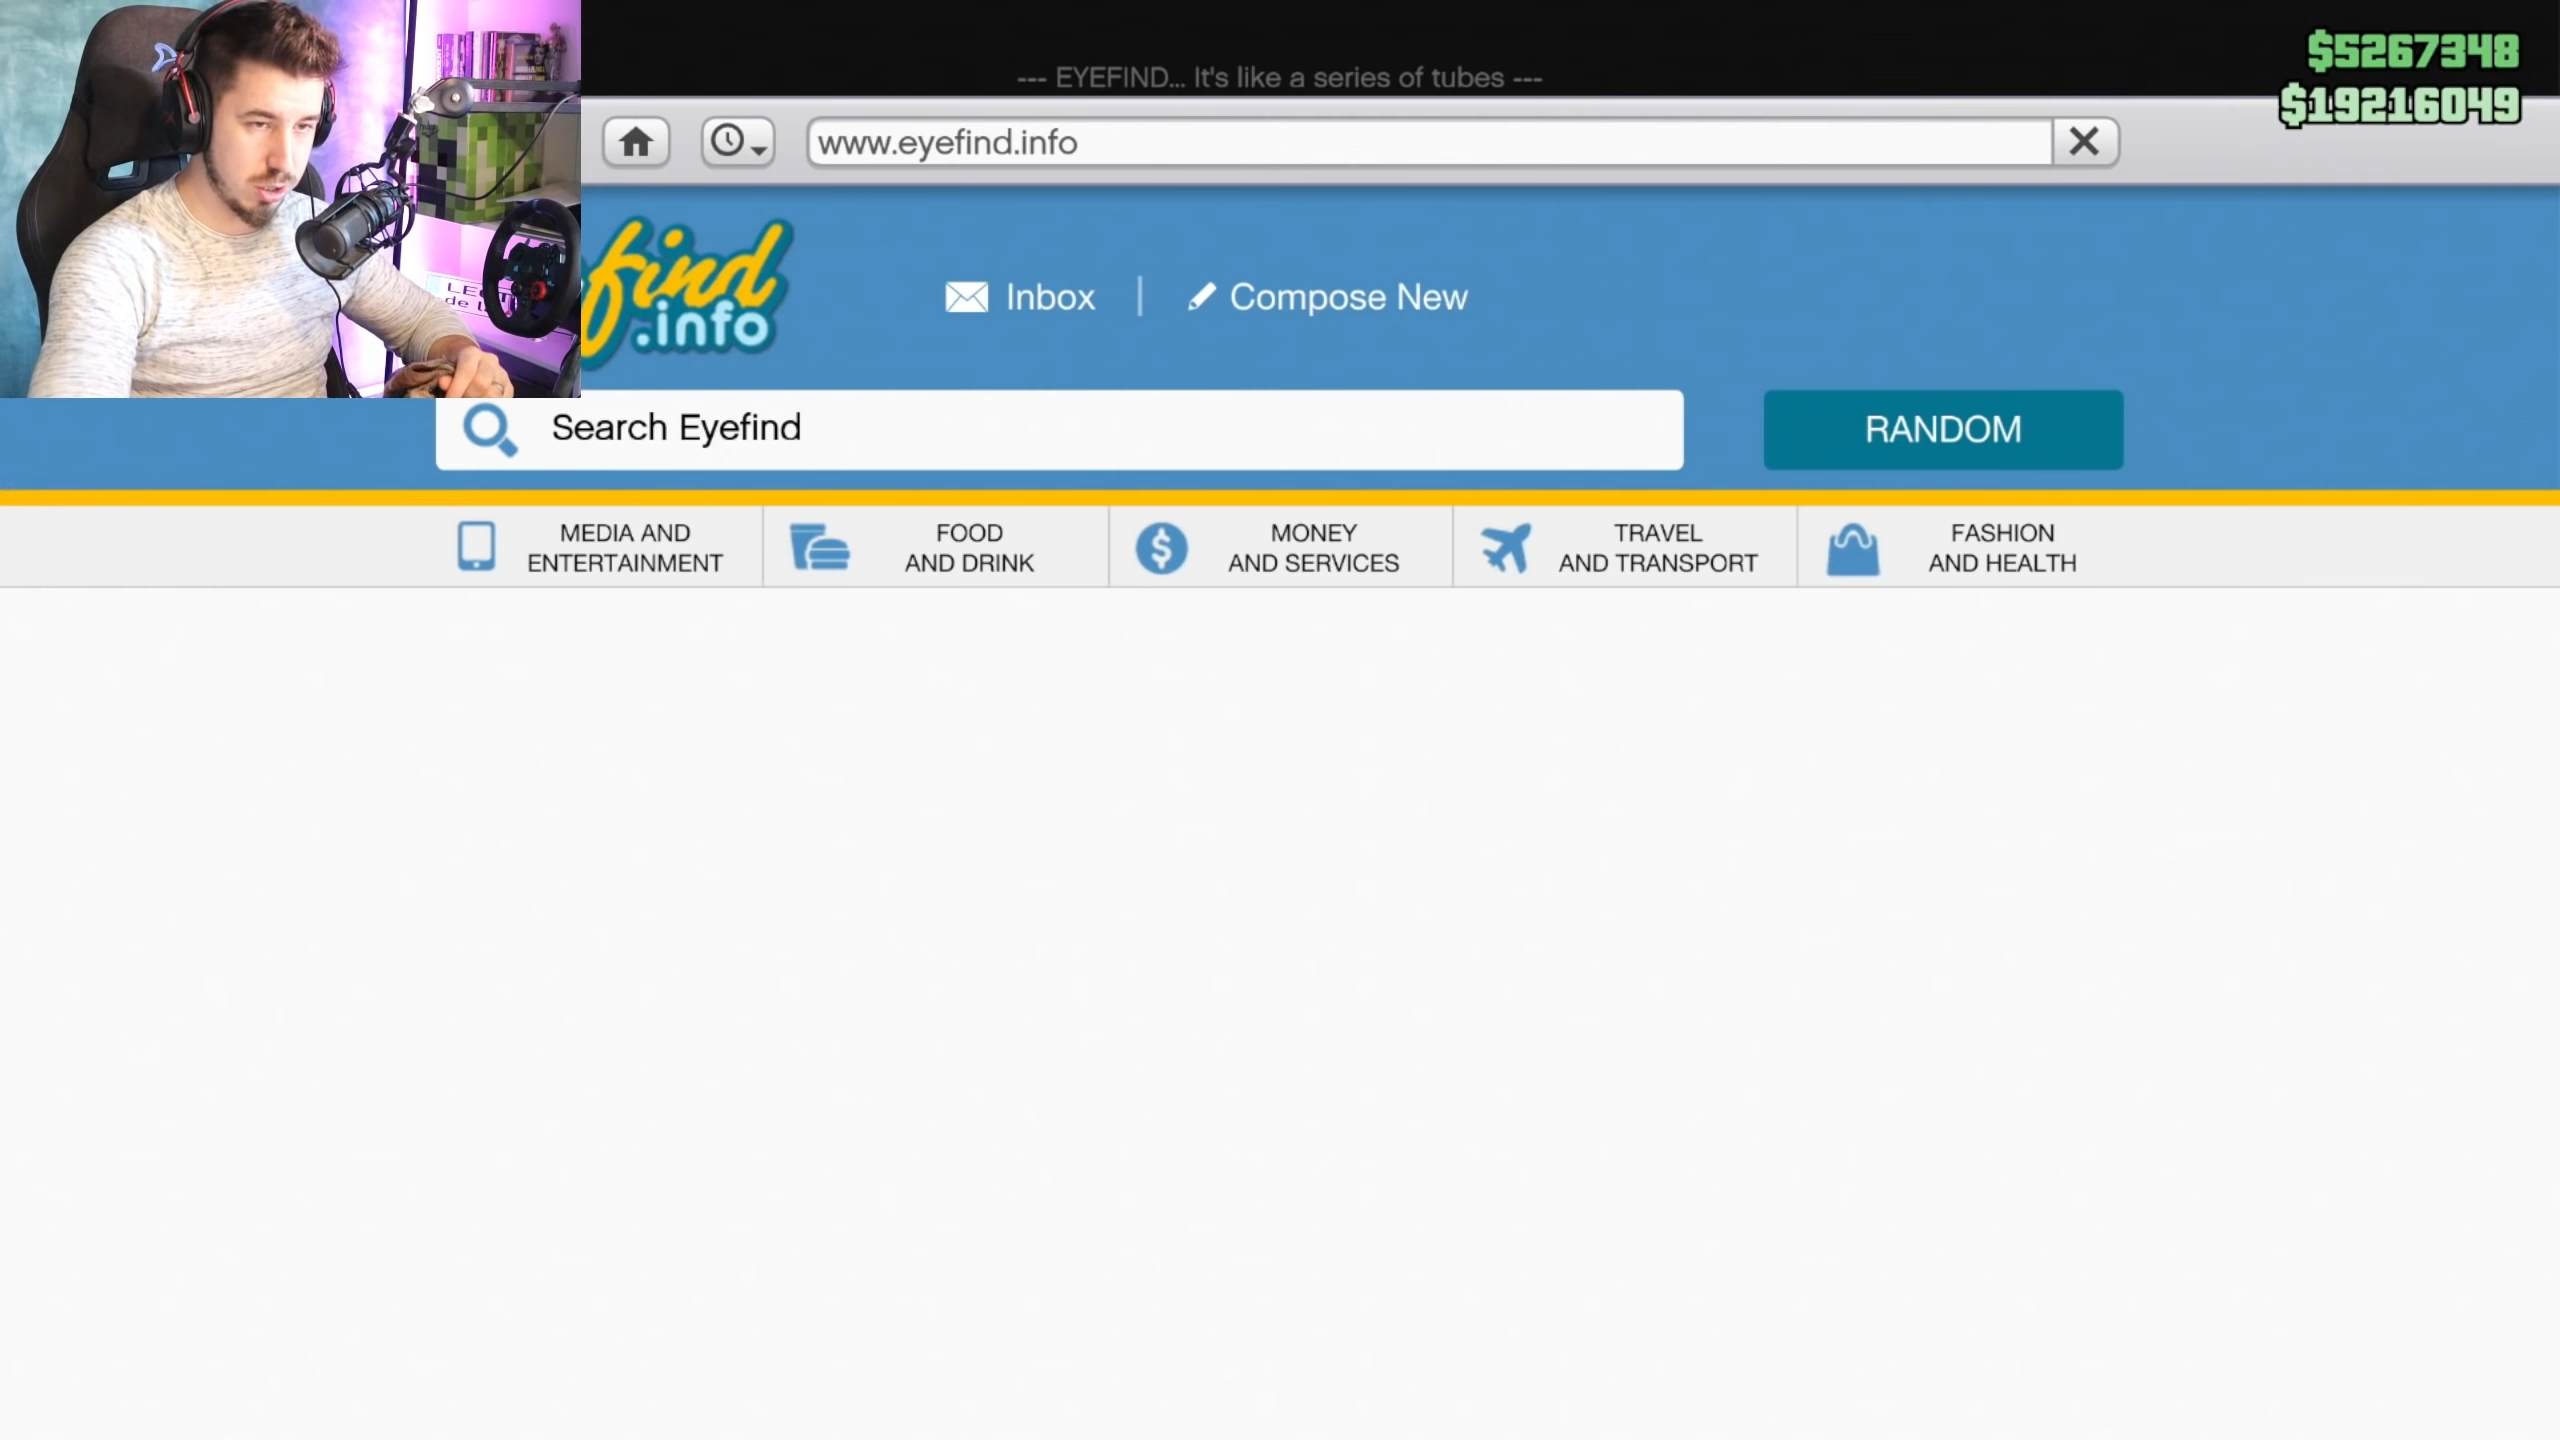 --- EYEFIND... It's like a series of tubes ---
$5267348
$19216049
www.eyefind.info
find
.info
Inbox
Compose New
Search Eyefind
RANDOM
MEDIA AND
ENTERTAINMENT
FOOD
AND DRINK
MONEY
AND SERVICES
TRAVEL
AND TRANSPORT
FASHION
AND HEALTH